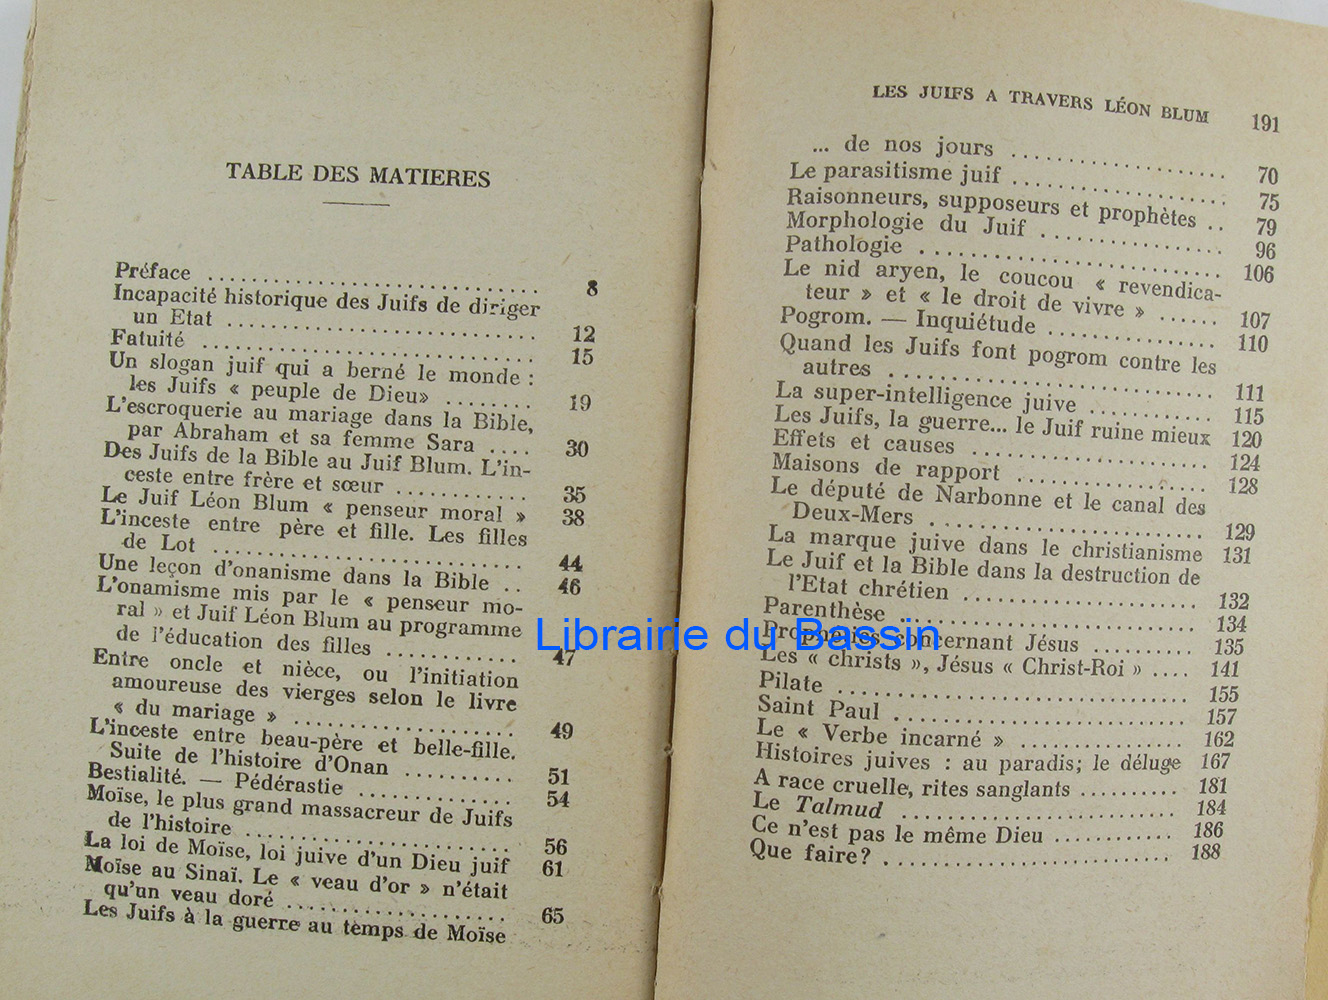 TABLE DES MATIERES
Préface ............ 8
Incapacité historique des Juifs de diriger
un Etat ............ 12
Fatuité ............ 15
Un slogan juif qui a berné le monde :
les Juifs « peuple de Dieu» ........ 19
L'escroquerie au mariage dans la Bible,
par Abraham et sa femme Sara .... 30
Des Juifs de la Bible au Juif Blum. L'in-
ceste entre frère et sœur ............ 35
Le Juif Léon Blum « penseur moral » 38
L'inceste entre père et fille. Les filles
de Lot ............ 44
Une leçon d'onanisme dans la Bible .. 46
L'onamisme mis par le « penseur mo-
ral » et Juif Léon Blum au programme
de l'éducation des filles ............ 47
Entre oncle et nièce, ou l'initiation
amoureuse des vierges selon le livre
« du mariage » ............ 49
L'inceste entre beau-père et belle-fille.
Suite de l'histoire d'Onan .......... 51
Bestialité. — Pédérastie ............ 54
Moïse, le plus grand massacreur de Juifs
de l'histoire ............ 56
La loi de Moïse, loi juive d'un Dieu juif 61
Moïse au Sinaï. Le « veau d'or » n'était
qu'un veau doré ............ 65
Les Juifs à la guerre au temps de Moïse
LES JUIFS A TRAVERS LÉON BLUM 191
... de nos jours ............ 70
Le parasitisme juif ............ 75
Raisonneurs, supposeurs et prophètes .. 79
Morphologie du Juif ............ 96
Pathologie ............ 106
Le nid aryen, le coucou « revendica-
teur » et « le droit de vivre » ...... 107
Pogrom. — Inquiétude ............ 110
Quand les Juifs font pogrom contre les
autres ............ 111
La super-intelligence juive ............ 115
Les Juifs, la guerre... le Juif ruine mieux 120
Effets et causes ............ 124
Maisons de rapport ............ 128
Le député de Narbonne et le canal des
Deux-Mers ............ 129
La marque juive dans le christianisme 131
Le Juif et la Bible dans la destruction de
l'Etat chrétien ............ 132
Parenthèse ............ 134
Prophéties concernant Jésus .......... 135
Les « christs », Jésus « Christ-Roi » .... 141
Pilate ............ 155
Saint Paul ............ 157
Le « Verbe incarné » ............ 162
Histoires juives : au paradis; le déluge 167
A race cruelle, rites sanglants .......... 181
Le Talmud ............ 184
Ce n'est pas le même Dieu ............ 186
Que faire? ............ 188
Librairie du Bassin